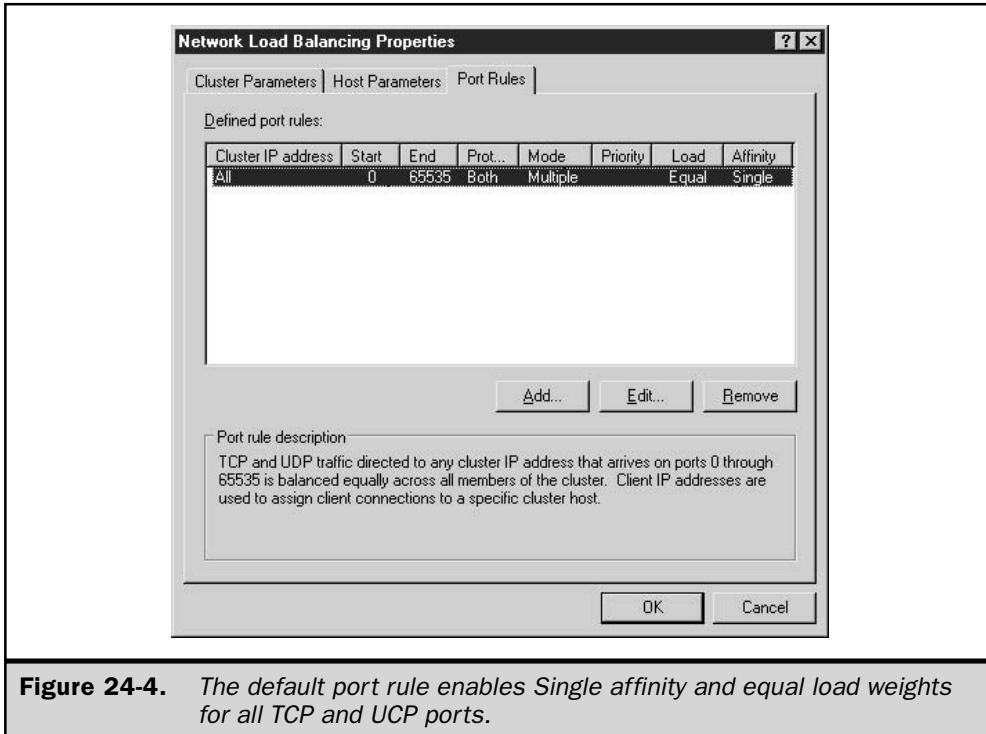 Network Load Balancing Properties
?
Cluster Parameters Host Parameters Port Rules
Defined port rules:
Cluster IP address Start End Prot... Mode Priority Load Affinity
All 0 65535 Both Multiple Equal Single
Add... Edit... Remove
Port rule description
TCP and UDP traffic directed to any cluster IP address that arrives on ports 0 through
65535 is balanced equally across all members of the cluster. Client IP addresses are
used to assign client connections to a specific cluster host.
OK Cancel
Figure 24-4. The default port rule enables Single affinity and equal load weights
for all TCP and UCP ports.